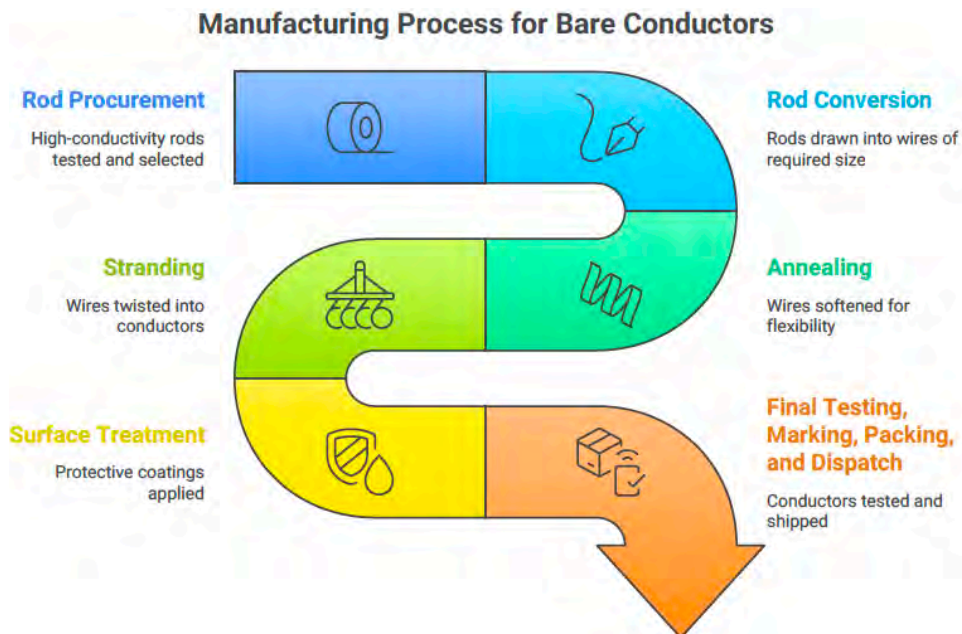 Manufacturing Process for Bare Conductors
Rod Procurement
High-conductivity rods
tested and selected
Rod Conversion
Rods drawn into wires of
required size
Annealing
Wires softened for
flexibility
Stranding
Wires twisted into
conductors
Surface Treatment
Protective coatings
applied
Final Testing,
Marking, Packing,
and Dispatch
Conductors tested and
shipped